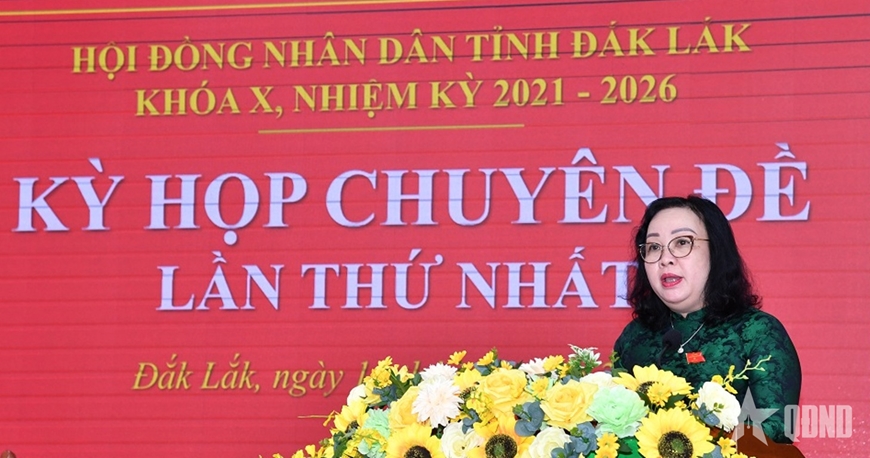 HỘI ĐỒNG NHÂN DÂN TỈNH ĐẮK LẮK
KHÓA X, NHIỆM KỲ 2021 - 2026
KỲ HỌP CHUYÊN ĐỀ
LẦN THỨ NHẤT
Đắk Lắk, ngày
QĐND